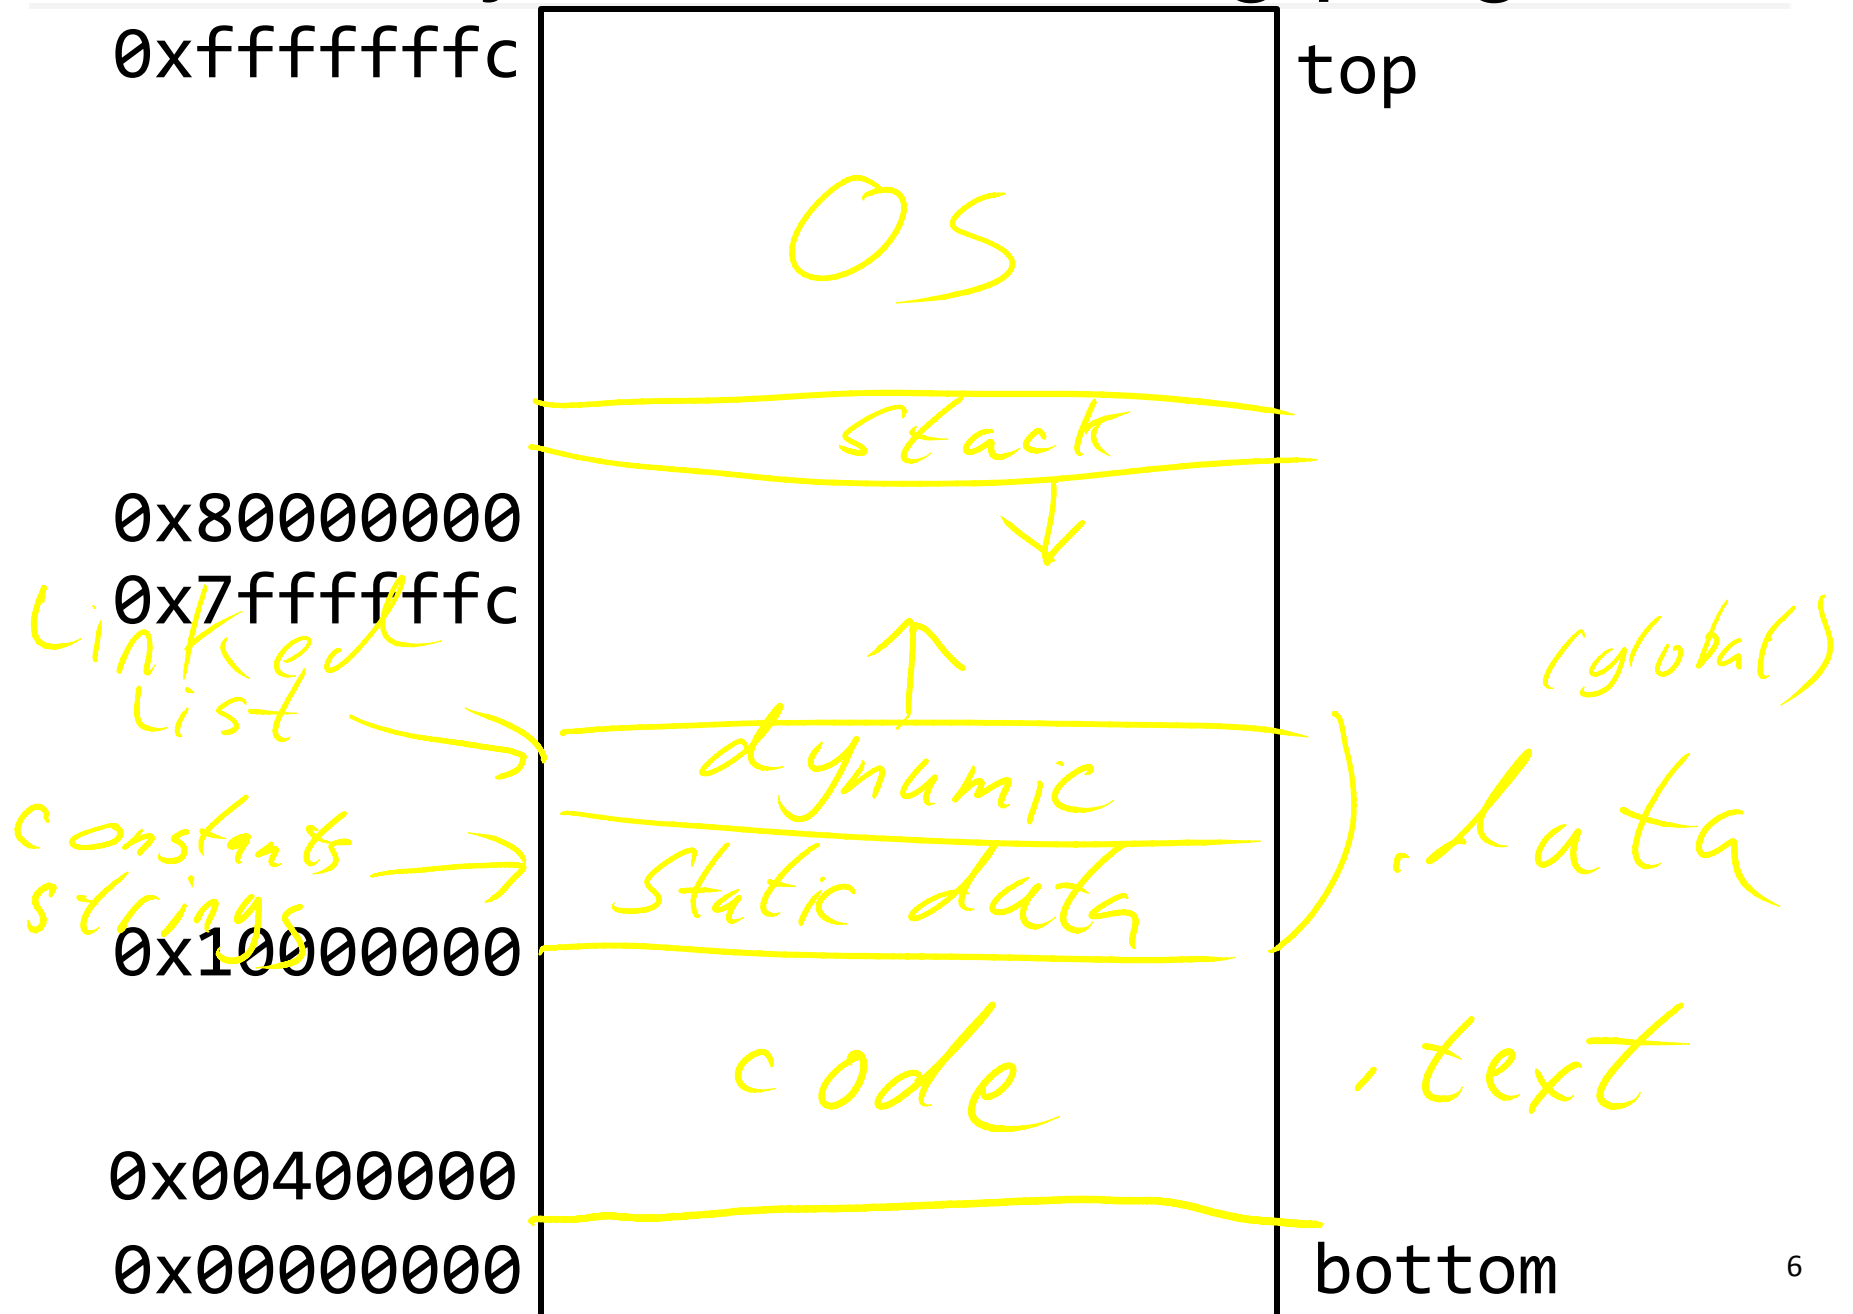 0xfffffffc
top
OS
stack
0x80000000
0x7ffffffc
Linked
List
(global)
dynamic
.data
constants
strings
static data
0x10000000
code
.text
0x00400000
0x00000000
bottom
6